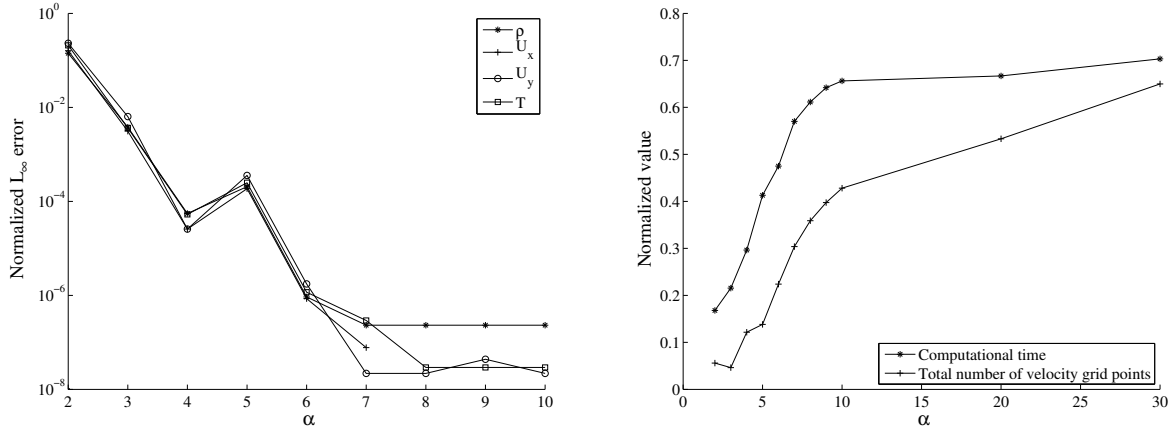 10^0
10^-2
10^-4
10^-6
10^-8
Normalized L_∞ error
2 3 4 5 6 7 8 9 10
α
ρ
U_x
U_y
T
0.8
0.7
0.6
0.5
0.4
0.3
0.2
0.1
0
Normalized value
0 5 10 15 20 25 30
α
Computational time
Total number of velocity grid points